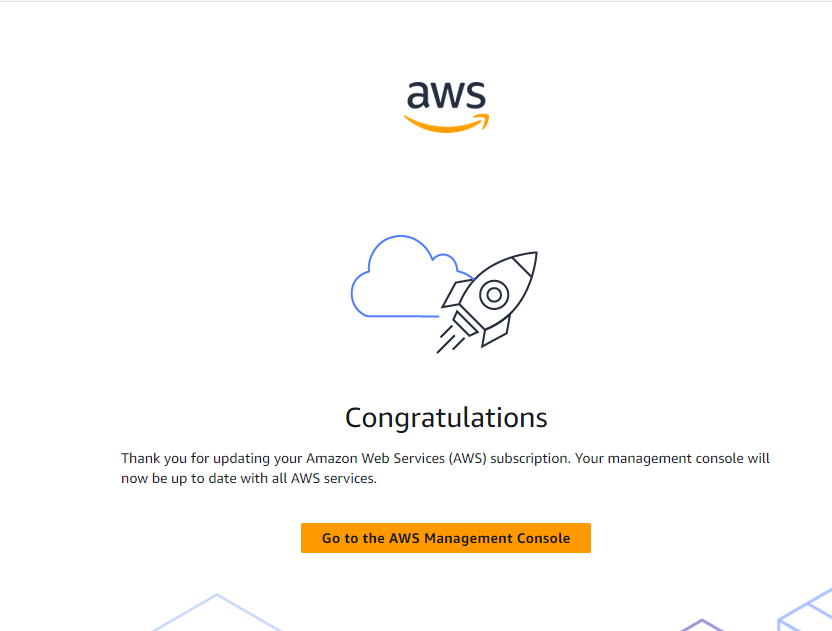 aws
Congratulations
Thank you for updating your Amazon Web Services (AWS) subscription. Your management console will
now be up to date with all AWS services.
Go to the AWS Management Console